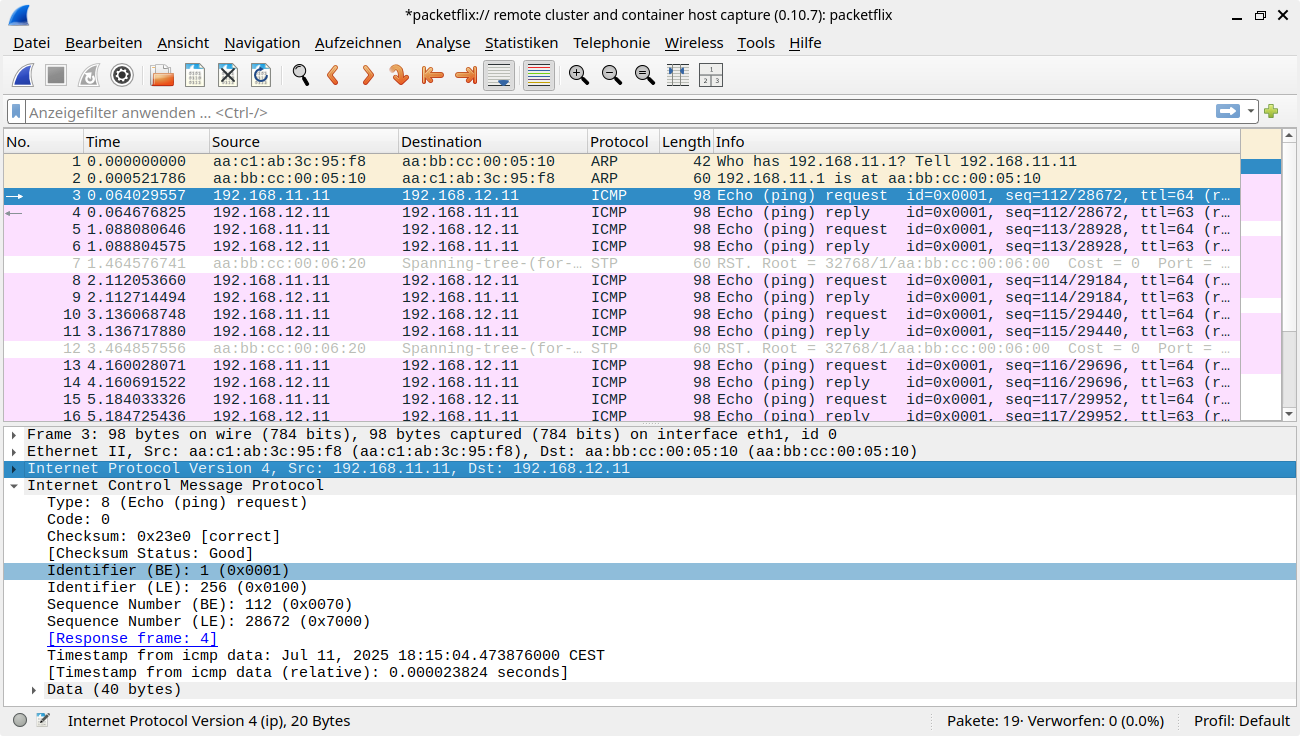 *packetflix:// remote cluster and container host capture (0.10.7): packetflix
Datei Bearbeiten Ansicht Navigation Aufzeichnen Analyse Statistiken Telephonie Wireless Tools Hilfe
Anzeigefilter anwenden ... <Ctrl-/>
No. Time Source Destination Protocol Length Info
1 0.000000000 aa:c1:ab:3c:95:f8 aa:bb:cc:00:05:10 ARP 42 Who has 192.168.11.1? Tell 192.168.11.11
2 0.000521786 aa:bb:cc:00:05:10 aa:c1:ab:3c:95:f8 ARP 60 192.168.11.1 is at aa:bb:cc:00:05:10
3 0.064029557 192.168.11.11 192.168.12.11 ICMP 98 Echo (ping) request id=0x0001, seq=112/28672, ttl=64 (r…
4 0.064676825 192.168.12.11 192.168.11.11 ICMP 98 Echo (ping) reply id=0x0001, seq=112/28672, ttl=63 (r…
5 1.088080646 192.168.11.11 192.168.12.11 ICMP 98 Echo (ping) request id=0x0001, seq=113/28928, ttl=64 (r…
6 1.088804575 192.168.12.11 192.168.11.11 ICMP 98 Echo (ping) reply id=0x0001, seq=113/28928, ttl=63 (r…
7 1.464576741 aa:bb:cc:00:06:20 Spanning-tree-(for-… STP 60 RST. Root = 32768/1/aa:bb:cc:00:06:00 Cost = 0 Port = …
8 2.112053660 192.168.11.11 192.168.12.11 ICMP 98 Echo (ping) request id=0x0001, seq=114/29184, ttl=64 (r…
9 2.112714494 192.168.12.11 192.168.11.11 ICMP 98 Echo (ping) reply id=0x0001, seq=114/29184, ttl=63 (r…
10 3.136068748 192.168.11.11 192.168.12.11 ICMP 98 Echo (ping) request id=0x0001, seq=115/29440, ttl=64 (r…
11 3.136717880 192.168.12.11 192.168.11.11 ICMP 98 Echo (ping) reply id=0x0001, seq=115/29440, ttl=63 (r…
12 3.464857556 aa:bb:cc:00:06:20 Spanning-tree-(for-… STP 60 RST. Root = 32768/1/aa:bb:cc:00:06:00 Cost = 0 Port = …
13 4.160028071 192.168.11.11 192.168.12.11 ICMP 98 Echo (ping) request id=0x0001, seq=116/29696, ttl=64 (r…
14 4.160691522 192.168.12.11 192.168.11.11 ICMP 98 Echo (ping) reply id=0x0001, seq=116/29696, ttl=63 (r…
15 5.184033326 192.168.11.11 192.168.12.11 ICMP 98 Echo (ping) request id=0x0001, seq=117/29952, ttl=64 (r…
16 5.184725436 192.168.12.11 192.168.11.11 ICMP 98 Echo (ping) reply id=0x0001, seq=117/29952, ttl=63 (r…
Frame 3: 98 bytes on wire (784 bits), 98 bytes captured (784 bits) on interface eth1, id 0
Ethernet II, Src: aa:c1:ab:3c:95:f8 (aa:c1:ab:3c:95:f8), Dst: aa:bb:cc:00:05:10 (aa:bb:cc:00:05:10)
Internet Protocol Version 4, Src: 192.168.11.11, Dst: 192.168.12.11
Internet Control Message Protocol
Type: 8 (Echo (ping) request)
Code: 0
Checksum: 0x23e0 [correct]
[Checksum Status: Good]
Identifier (BE): 1 (0x0001)
Identifier (LE): 256 (0x0100)
Sequence Number (BE): 112 (0x0070)
Sequence Number (LE): 28672 (0x7000)
[Response frame: 4]
Timestamp from icmp data: Jul 11, 2025 18:15:04.473876000 CEST
[Timestamp from icmp data (relative): 0.000023824 seconds]
Data (40 bytes)
Internet Protocol Version 4 (ip), 20 Bytes Pakete: 19· Verworfen: 0 (0.0%) Profil: Default